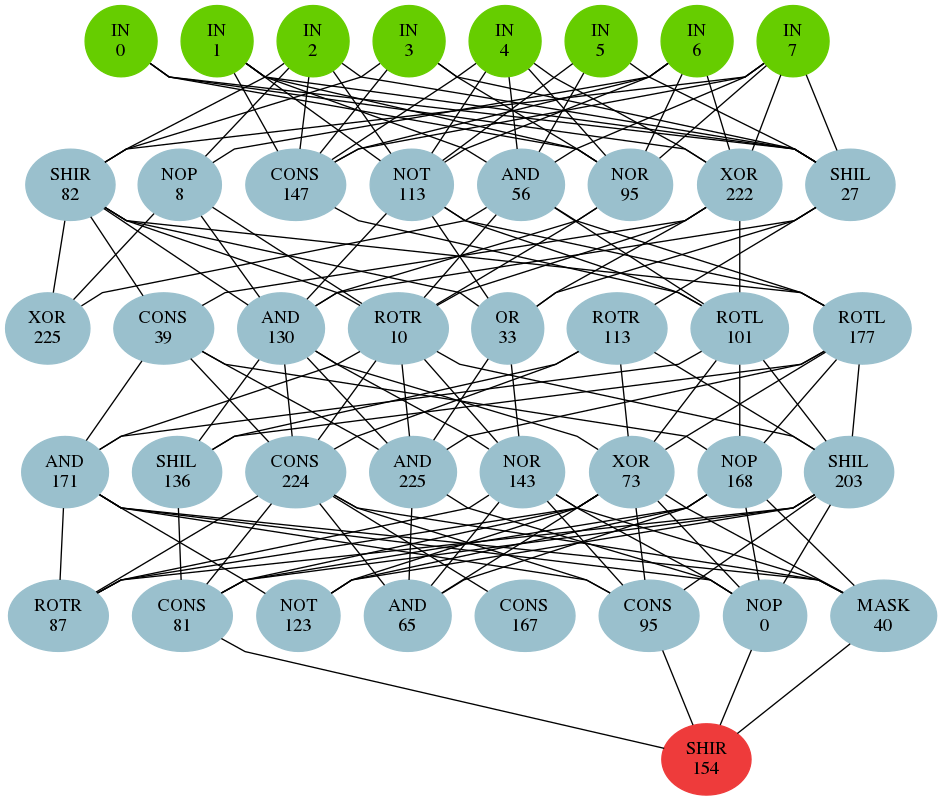 IN
0
IN
1
IN
2
IN
3
IN
4
IN
5
IN
6
IN
7
SHIR
82
NOP
8
CONS
147
NOT
113
AND
56
NOR
95
XOR
222
SHIL
27
XOR
225
CONS
39
AND
130
ROTR
10
OR
33
ROTR
113
ROTL
101
ROTL
177
AND
171
SHIL
136
CONS
224
AND
225
NOR
143
XOR
73
NOP
168
SHIL
203
ROTR
87
CONS
81
NOT
123
AND
65
CONS
167
CONS
95
NOP
0
MASK
40
SHIR
154